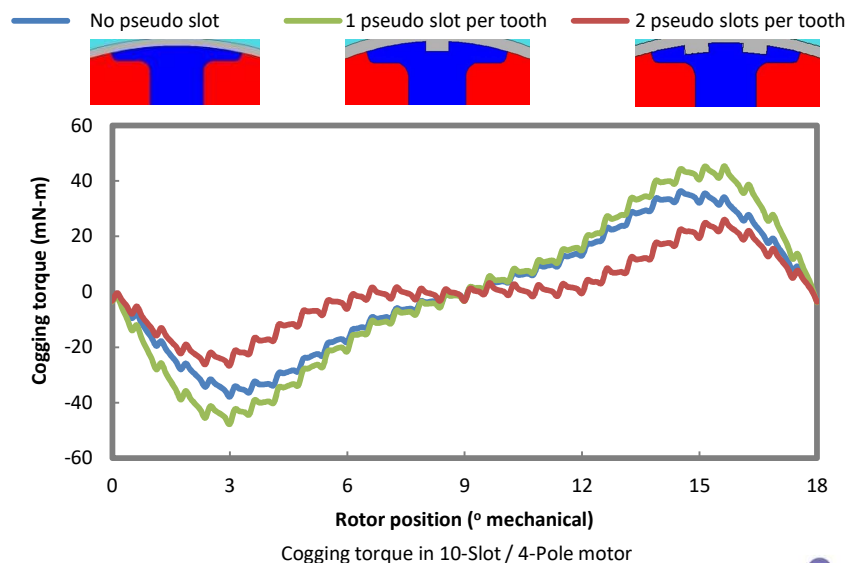 No pseudo slot 1 pseudo slot per tooth 2 pseudo slots per tooth
60
40
20
0
-20
-40
-60
Cogging torque (mN-m)
0 3 6 9 12 15 18
Rotor position (º mechanical)
Cogging torque in 10-Slot / 4-Pole motor